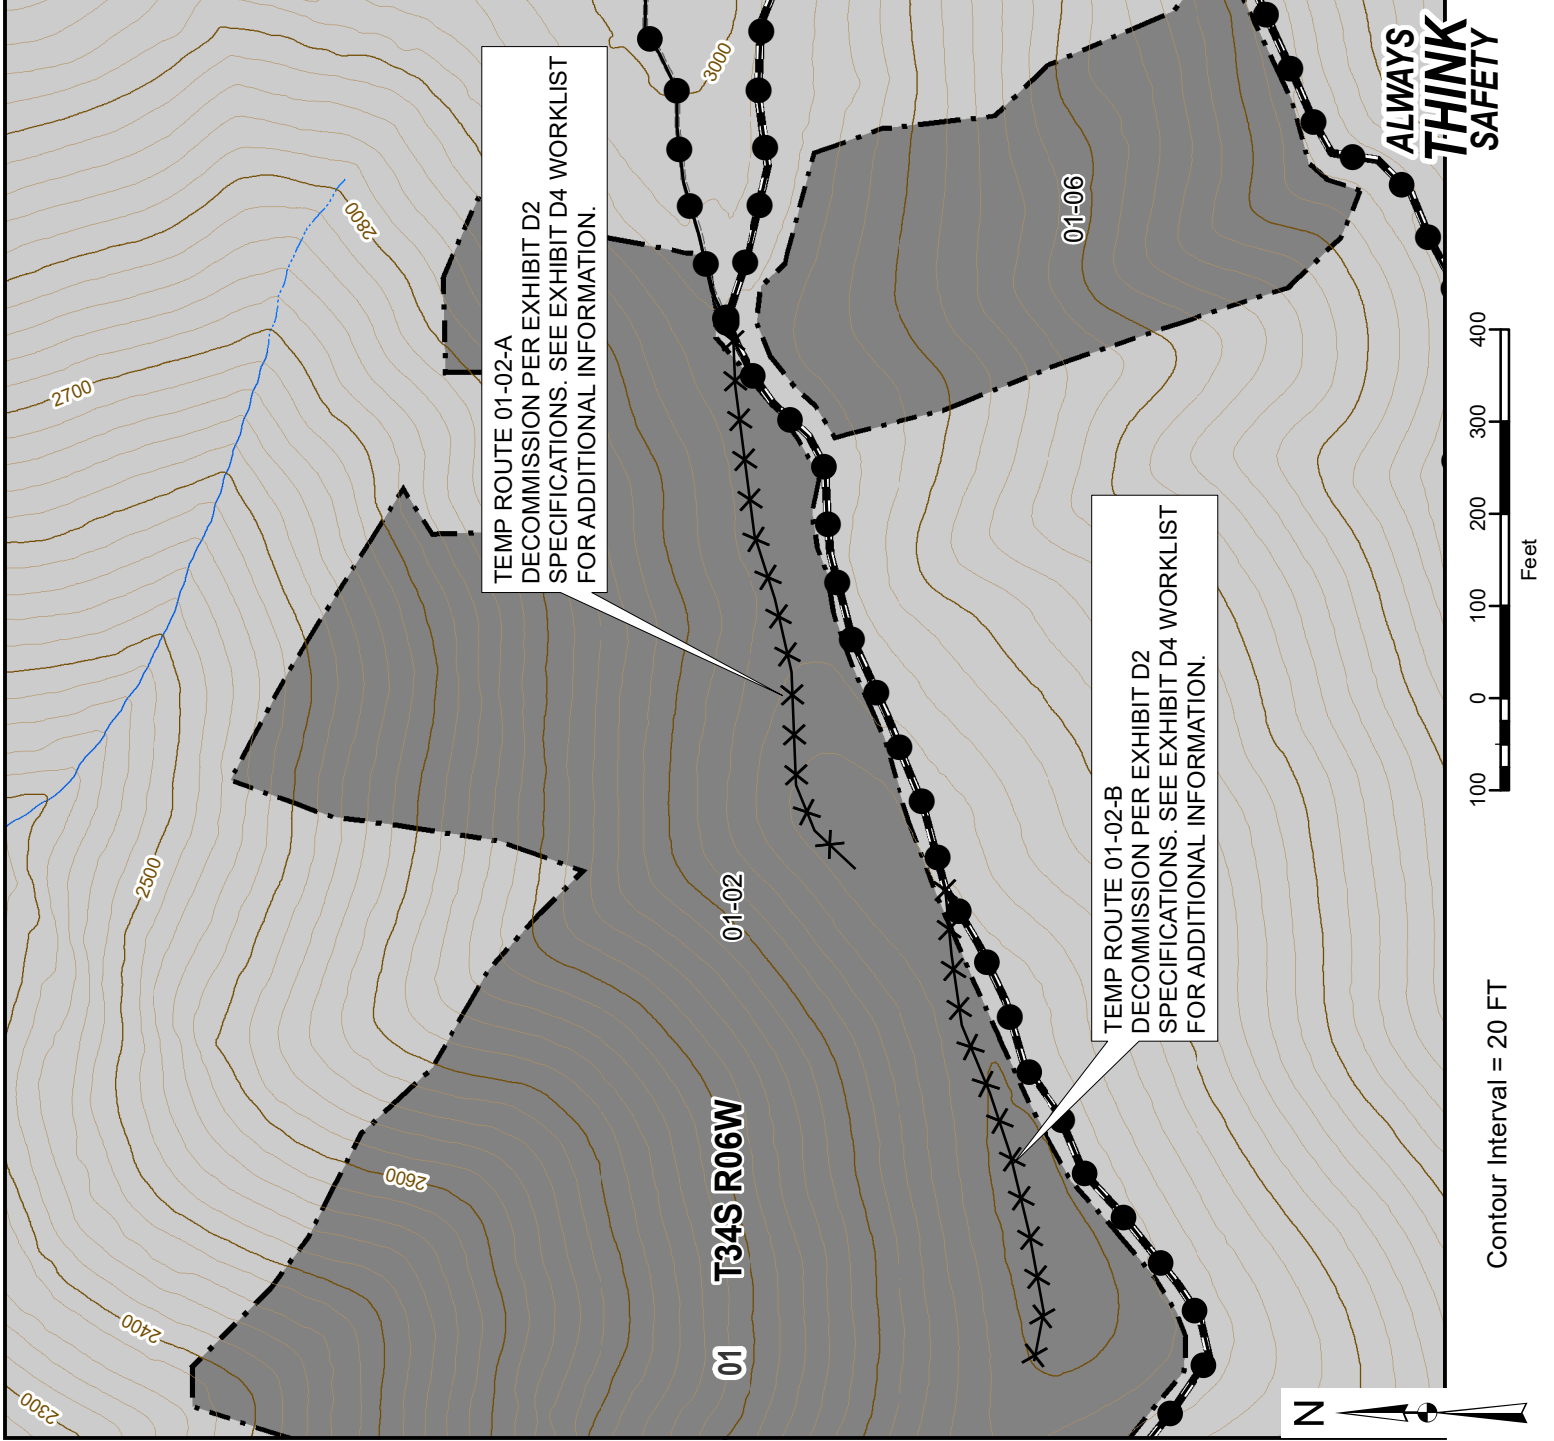 3000
2800
2700
2500
2600
2400
2300
TEMP ROUTE 01-02-A
DECOMMISSION PER EXHIBIT D2
SPECIFICATIONS. SEE EXHIBIT D4 WORKLIST
FOR ADDITIONAL INFORMATION.
01-06
01-02
01
T34S R06W
TEMP ROUTE 01-02-B
DECOMMISSION PER EXHIBIT D2
SPECIFICATIONS. SEE EXHIBIT D4 WORKLIST
FOR ADDITIONAL INFORMATION.
N
Contour Interval = 20 FT
100 0 100 200 300 400
Feet
ALWAYS
THINK
SAFETY